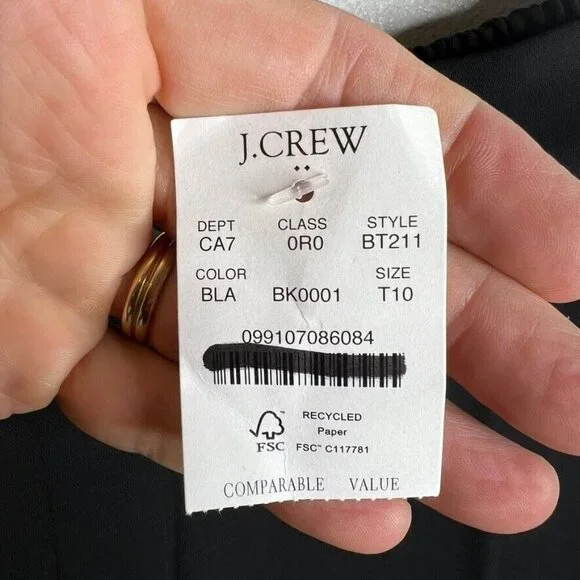 J.CREW
DEPT CLASS STYLE
CA7 0R0 BT211
COLOR SIZE
BLA BK0001 T10
099107086084
RECYCLED
Paper
FSC FSC™ C117781
COMPARABLE VALUE